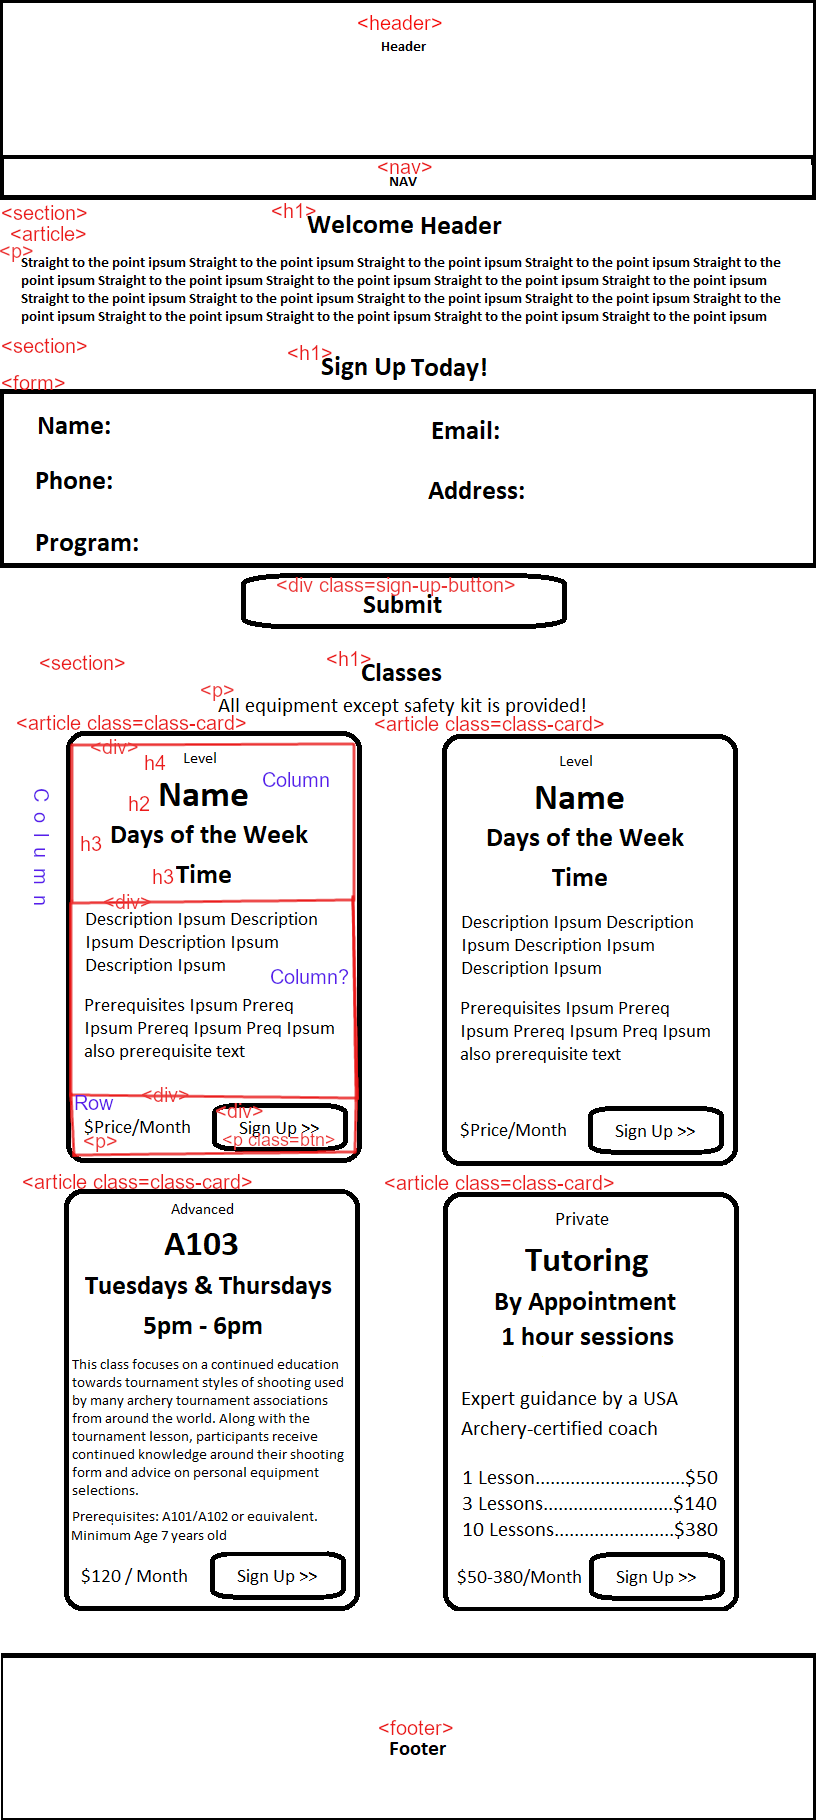 <header>
Header
<nav>
NAV
<section>
<h1>
Welcome Header
<article>
<p>
Straight to the point ipsum Straight to the point ipsum Straight to the point ipsum Straight to the point ipsum Straight to the
point ipsum Straight to the point ipsum Straight to the point ipsum Straight to the point ipsum Straight to the point ipsum
Straight to the point ipsum Straight to the point ipsum Straight to the point ipsum Straight to the point ipsum Straight to the
point ipsum Straight to the point ipsum Straight to the point ipsum Straight to the point ipsum Straight to the point ipsum
<section>
<h1>
Sign Up Today!
<form>
Name:
Email:
Phone:
Address:
Program:
<div class=sign-up-button>
Submit
<section>
<h1>
Classes
<p>
All equipment except safety kit is provided!
<article class=class-card>
<div>
h4
Level
Column
Column
h2
Name
h3
Days of the Week
h3
Time
<div>
Description Ipsum Description
Ipsum Description Ipsum
Description Ipsum
Column?
Prerequisites Ipsum Prereq
Ipsum Prereq Ipsum Preq Ipsum
also prerequisite text
<div>
Row
<div>
$Price/Month
Sign Up >>
<p>
<p class=btn>
<article class=class-card>
Level
Name
Days of the Week
Time
Description Ipsum Description
Ipsum Description Ipsum
Description Ipsum
Prerequisites Ipsum Prereq
Ipsum Prereq Ipsum Preq Ipsum
also prerequisite text
$Price/Month
Sign Up >>
<article class=class-card>
Advanced
A103
Tuesdays & Thursdays
5pm - 6pm
This class focuses on a continued education
towards tournament styles of shooting used
by many archery tournament associations
from around the world. Along with the
tournament lesson, participants receive
continued knowledge around their shooting
form and advice on personal equipment
selections.
Prerequisites: A101/A102 or equivalent.
Minimum Age 7 years old
$120 / Month
Sign Up >>
<article class=class-card>
Private
Tutoring
By Appointment
1 hour sessions
Expert guidance by a USA
Archery-certified coach
1 Lesson..............................$50
3 Lessons..........................$140
10 Lessons........................$380
$50-380/Month
Sign Up >>
<footer>
Footer